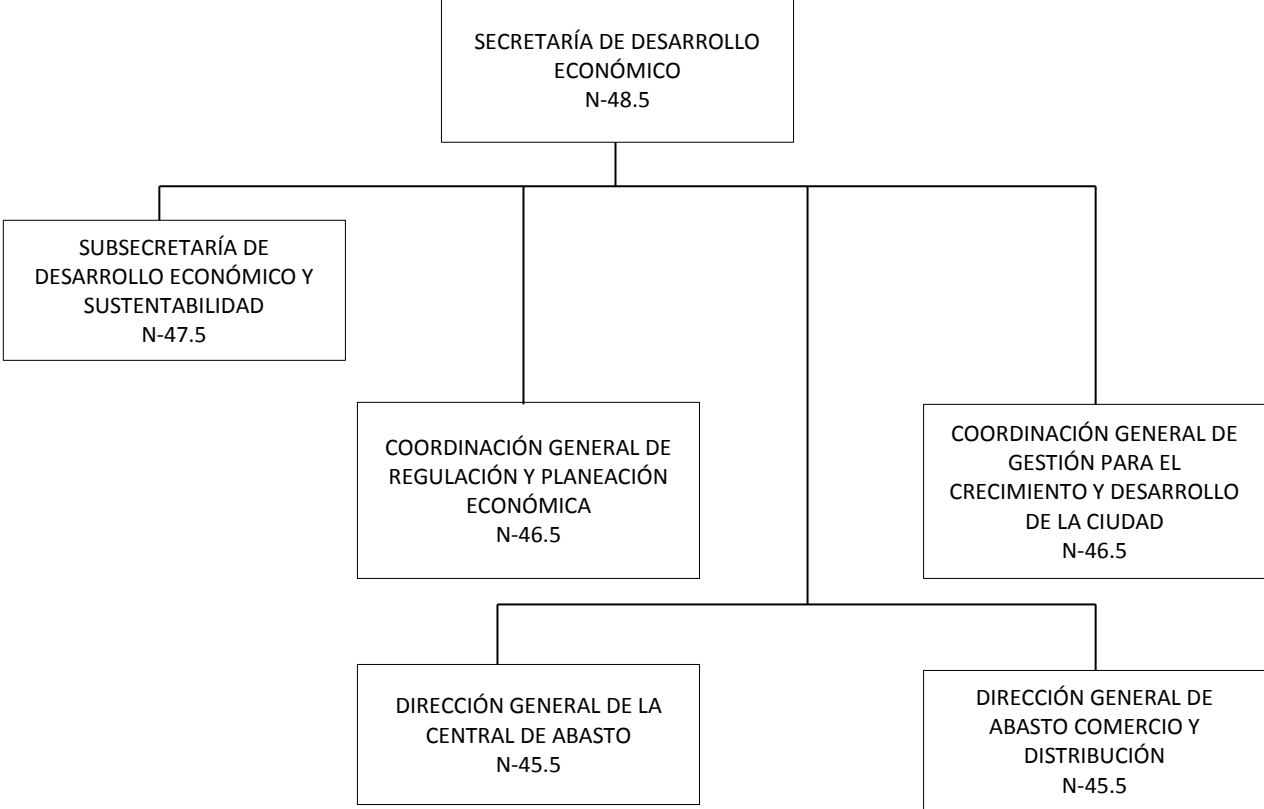 SECRETARÍA DE DESARROLLO
ECONÓMICO
N-48.5
SUBSECRETARÍA DE
DESARROLLO ECONÓMICO Y
SUSTENTABILIDAD
N-47.5
COORDINACIÓN GENERAL DE
REGULACIÓN Y PLANEACIÓN
ECONÓMICA
N-46.5
COORDINACIÓN GENERAL DE
GESTIÓN PARA EL
CRECIMIENTO Y DESARROLLO
DE LA CIUDAD
N-46.5
DIRECCIÓN GENERAL DE LA
CENTRAL DE ABASTO
N-45.5
DIRECCIÓN GENERAL DE
ABASTO COMERCIO Y
DISTRIBUCIÓN
N-45.5